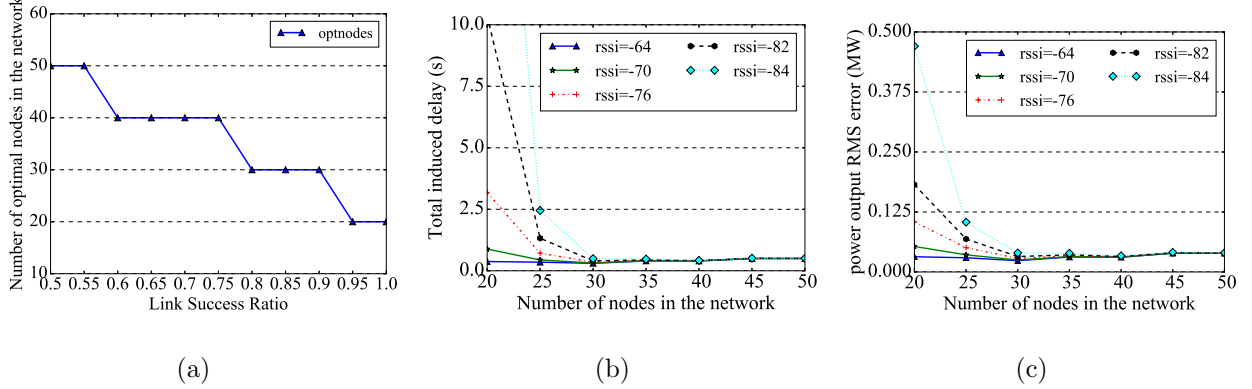 60
50
40
30
20
10
Number of optimal nodes in the network
optnodes
0.5 0.55 0.6 0.65 0.7 0.75 0.8 0.85 0.9 0.95 1.0
Link Success Ratio
(a)
10.0
7.5
5.0
2.5
0.0
Total induced delay (s)
rssi=-64
rssi=-70
rssi=-76
rssi=-82
rssi=-84
20 25 30 35 40 45 50
Number of nodes in the network
(b)
0.500
0.375
0.250
0.125
0.000
power output RMS error (MW)
rssi=-64
rssi=-70
rssi=-76
rssi=-82
rssi=-84
20 25 30 35 40 45 50
Number of nodes in the network
(c)